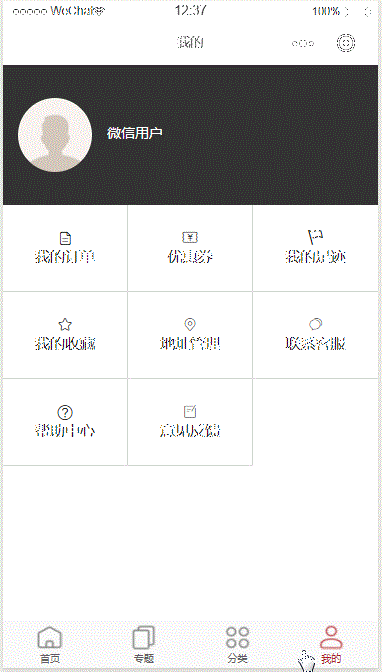 WeChat 12:37 100%
我的
微信用户
我的订单 优惠券 我的足迹
我的收藏 地址管理 联系客服
帮助中心 意见反馈
首页 专题 分类 我的